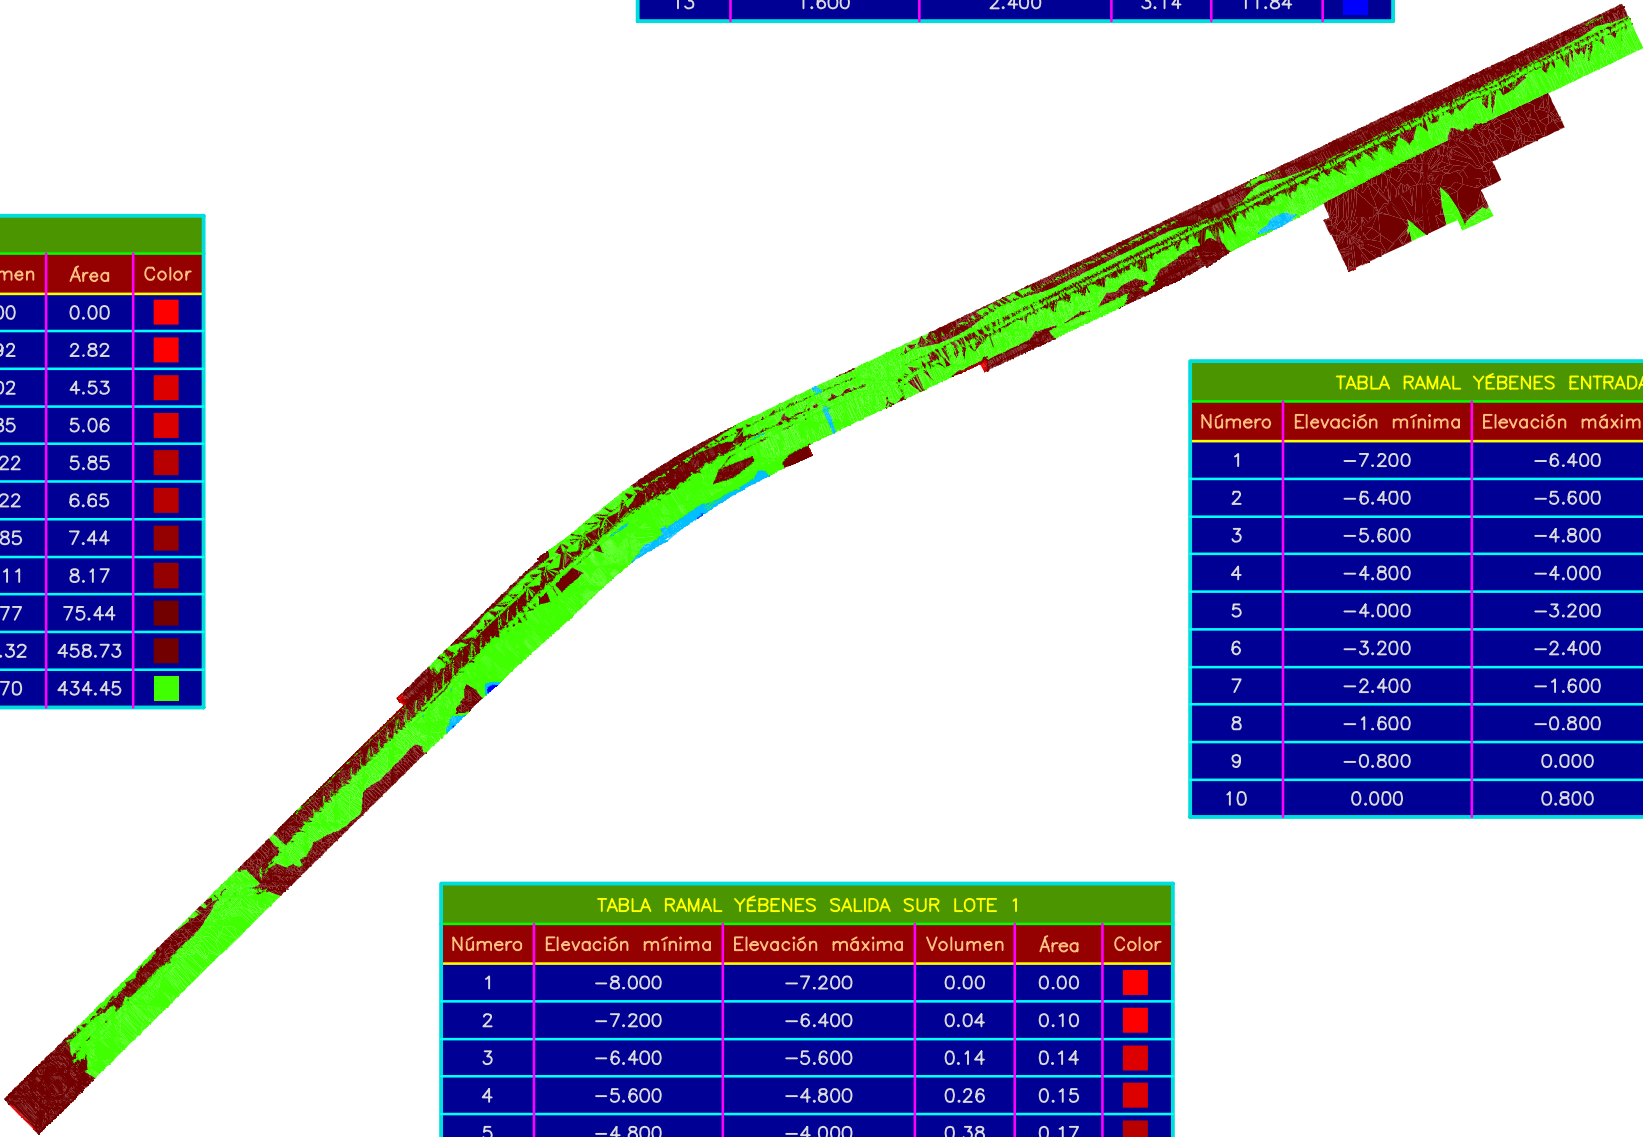 13 1.600 2.400 3.14 11.84
Área Color
0.00
2.82
4.53
5.06
22 5.85
22 6.65
85 7.44
11 8.17
77 75.44
.32 458.73
70 434.45
TABLA RAMAL YÉBENES ENTRADA
Número Elevación mínima Elevación máxim
1 −7.200 −6.400
2 −6.400 −5.600
3 −5.600 −4.800
4 −4.800 −4.000
5 −4.000 −3.200
6 −3.200 −2.400
7 −2.400 −1.600
8 −1.600 −0.800
9 −0.800 0.000
10 0.000 0.800
TABLA RAMAL YÉBENES SALIDA SUR LOTE 1
Número Elevación mínima Elevación máxima Volumen Área Color
1 −8.000 −7.200 0.00 0.00
2 −7.200 −6.400 0.04 0.10
3 −6.400 −5.600 0.14 0.14
4 −5.600 −4.800 0.26 0.15
5 −4.800 −4.000 0.38 0.17